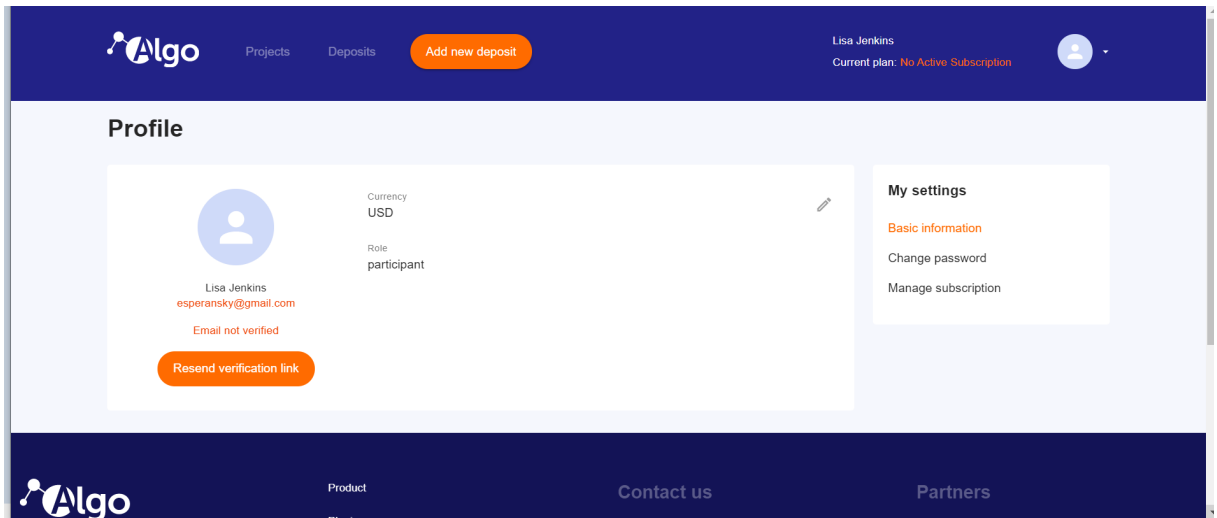 Algo
Projects
Deposits
Add new deposit
Lisa Jenkins
Current plan: No Active Subscription
Profile
Currency
USD
Role
participant
Lisa Jenkins
esperansky@gmail.com
Email not verified
Resend verification link
My settings
Basic information
Change password
Manage subscription
Algo
Product
Contact us
Partners